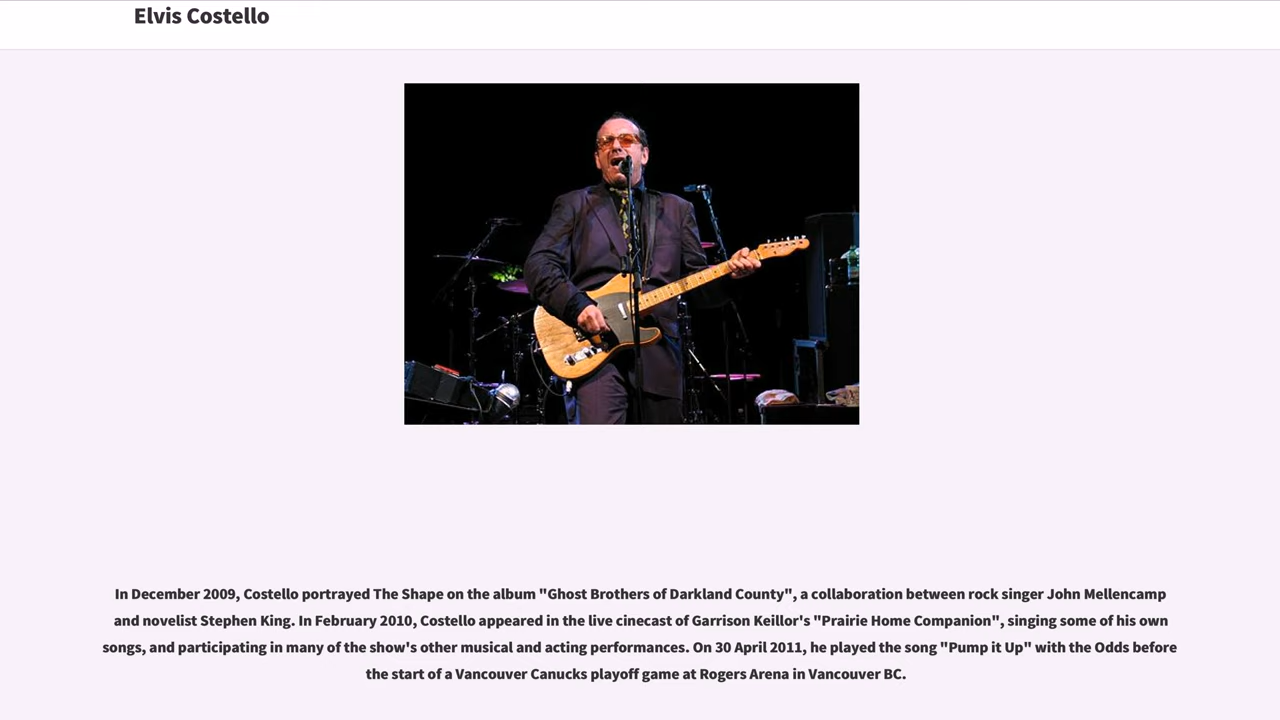 Elvis Costello
In December 2009, Costello portrayed The Shape on the album "Ghost Brothers of Darkland County", a collaboration between rock singer John Mellencamp
and novelist Stephen King. In February 2010, Costello appeared in the live cinecast of Garrison Keillor's "Prairie Home Companion", singing some of his own
songs, and participating in many of the show's other musical and acting performances. On 30 April 2011, he played the song "Pump it Up" with the Odds before
the start of a Vancouver Canucks playoff game at Rogers Arena in Vancouver BC.